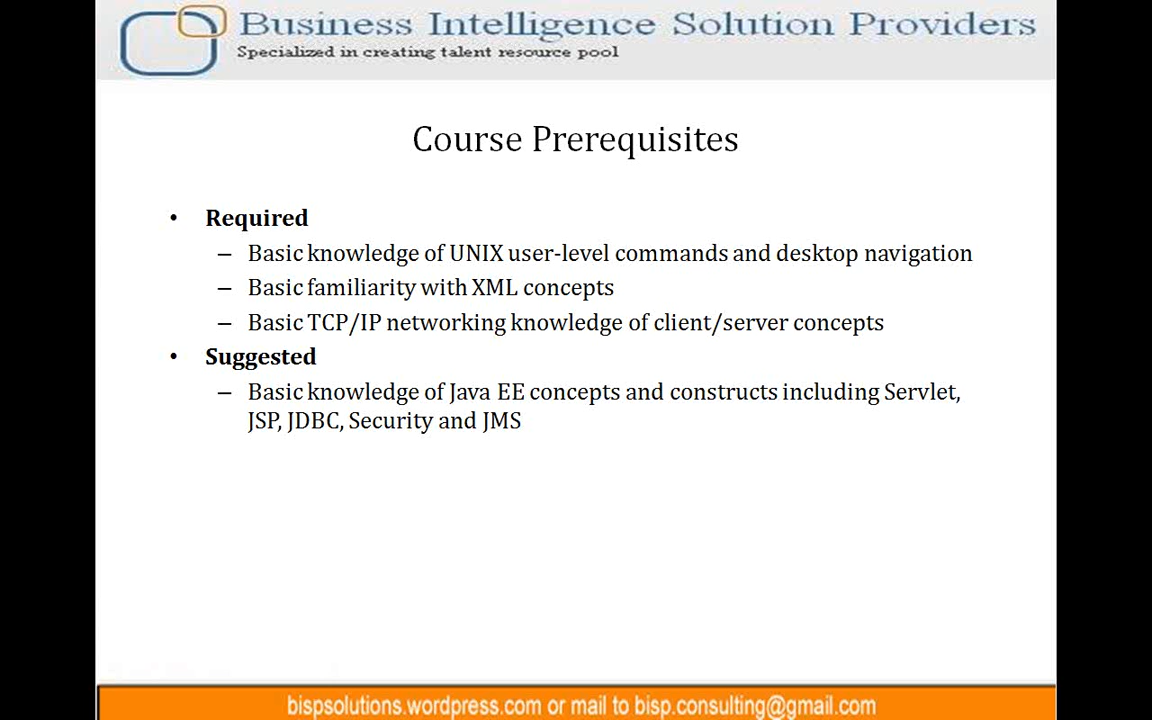 Business Intelligence Solution Providers
Specialized in creating talent resource pool
Course Prerequisites
• Required
– Basic knowledge of UNIX user-level commands and desktop navigation
– Basic familiarity with XML concepts
– Basic TCP/IP networking knowledge of client/server concepts
• Suggested
– Basic knowledge of Java EE concepts and constructs including Servlet,
JSP, JDBC, Security and JMS
bispsolutions.wordpress.com or mail to bisp.consulting@gmail.com